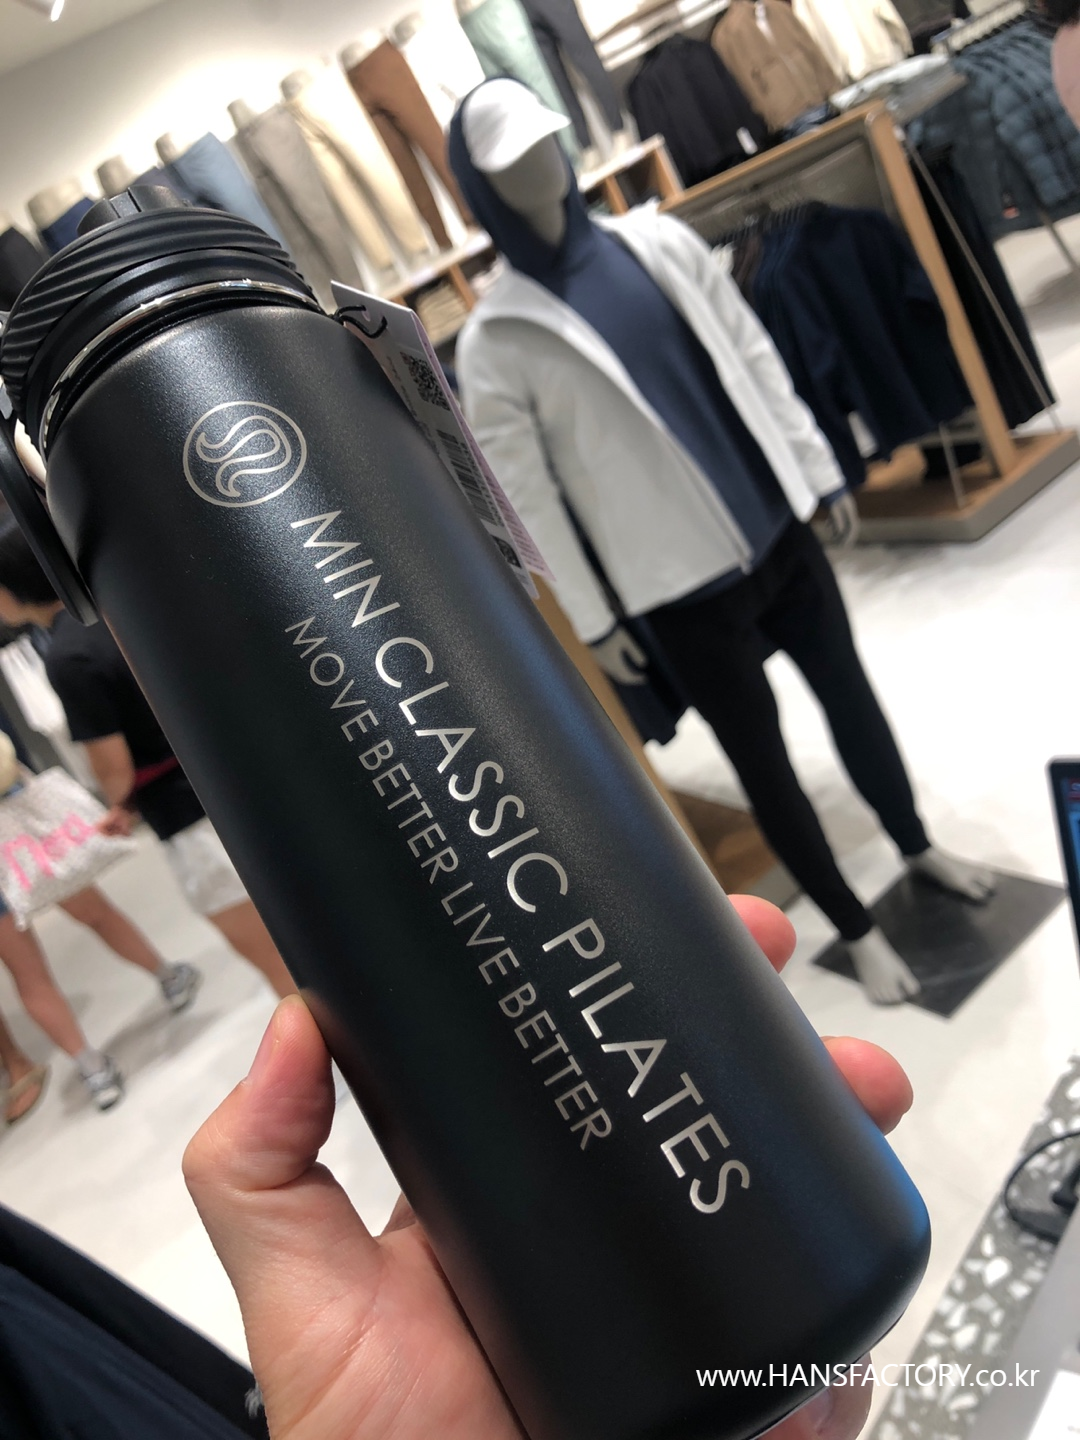 MIN CLASSIC PILATES
MOVE BETTER LIVE BETTER
www.HANSFACTORY.co.kr